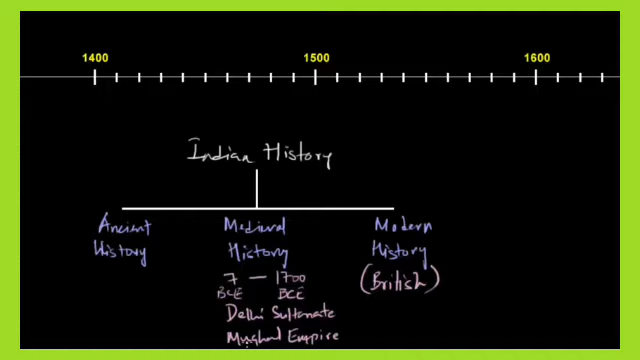 1400 1500 1600
Indian History
Ancient Medieval Modern
History History History
7 — 1700 (British)
BCE BCE
Delhi Sultanate
Mughal Empire